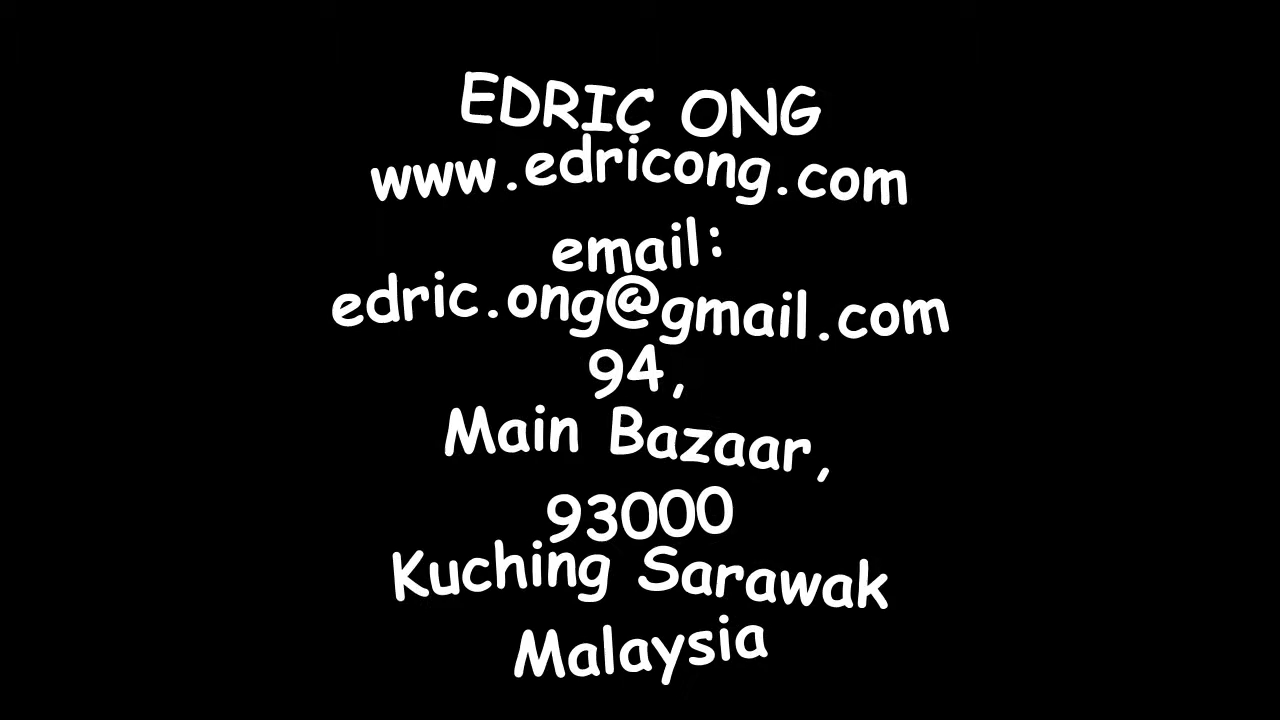 EDRIC ONG
www.edricong.com
email:
edric.ong@gmail.com
94,
Main Bazaar,
93000
Kuching Sarawak
Malaysia